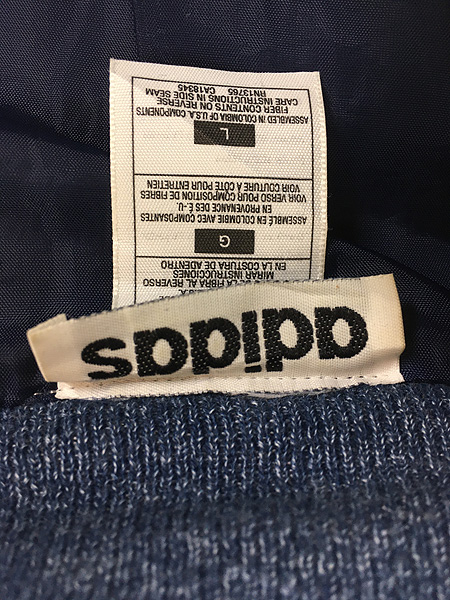 adidas
LA FIBRA AL REVERSO
MIRAR INSTRUCCIONES
EN LA COSTURA DE ADENTRO
G
ASSEMBLÉ EN COLOMBIE AVEC COMPOSANTES
EN PROVENANCE DES É.-U.
VOIR VERSO POUR COMPOSITION DE FIBRES
VOIR COUTURE À CÔTÉ POUR ENTRETIEN
L
ASSEMBLED IN COLOMBIA OF U.S.A. COMPONENTS
FIBER CONTENTS ON REVERSE
CARE INSTRUCTIONS IN SIDE SEAM
RN13765 CA18345